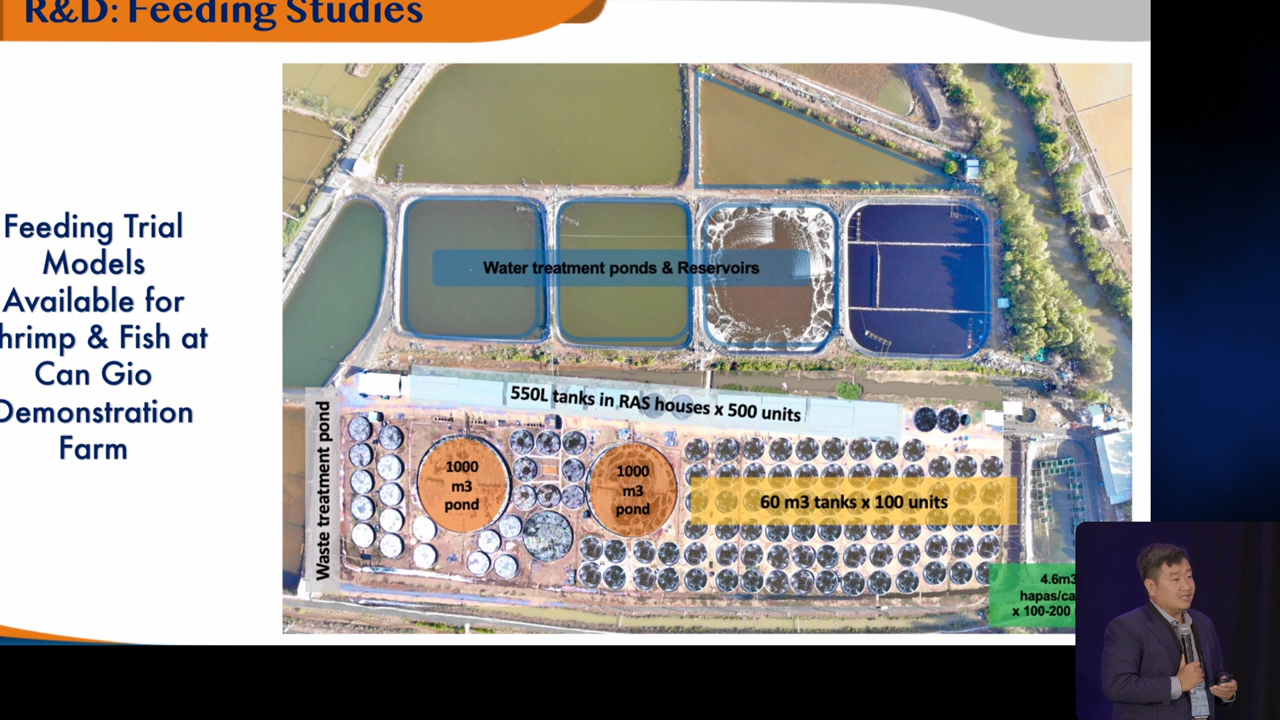 R&D: Feeding Studies
Feeding Trial
Models
Available for
hrimp & Fish at
Can Gio
Demonstration
Farm
Water treatment ponds & Reservoirs
550L tanks in RAS houses x 500 units
Waste treatment pond
1000
m3
pond
1000
m3
pond
60 m3 tanks x 100 units
4.6m3
hapas/ca
x 100-200